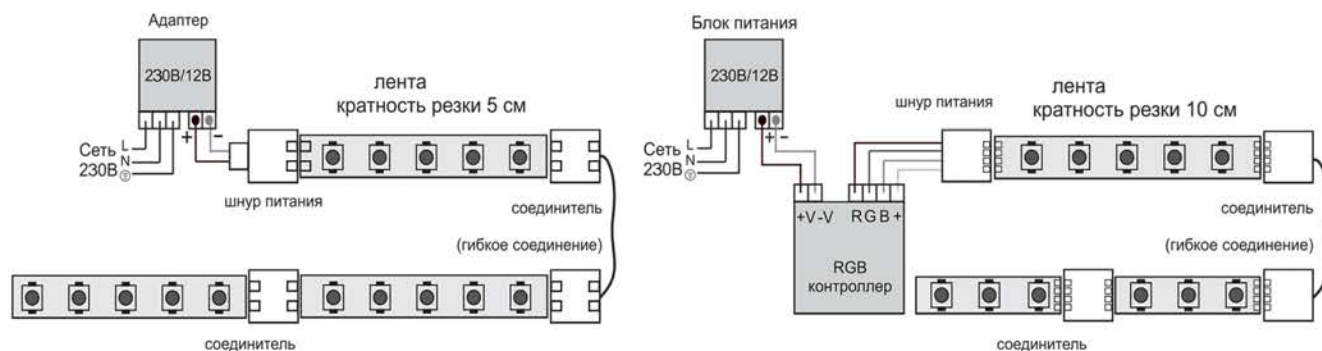 Адаптер
230В/12В
+ –
лента
кратность резки 5 см
Сеть
230В
L
N
шнур питания
соединитель
(гибкое соединение)
соединитель
Блок питания
230В/12В
+ –
шнур питания
лента
кратность резки 10 см
Сеть
230В
L
N
+V -V R G B +
RGB
контроллер
соединитель
(гибкое соединение)
соединитель